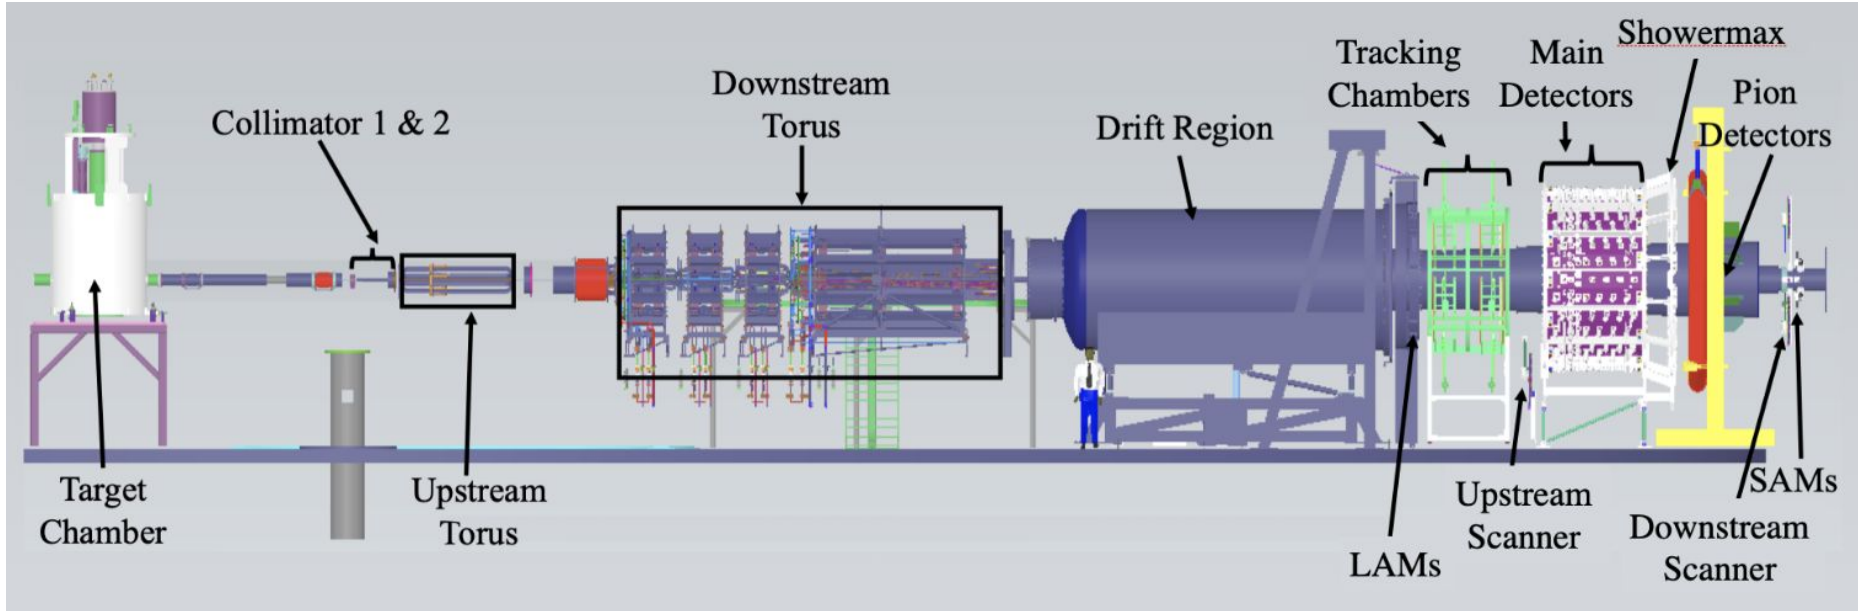 Collimator 1 & 2
Downstream
Torus
Drift Region
Tracking
Chambers
Main
Detectors
Showermax
Pion
Detectors
Target
Chamber
Upstream
Torus
LAMs
Upstream
Scanner
SAMs
Downstream
Scanner